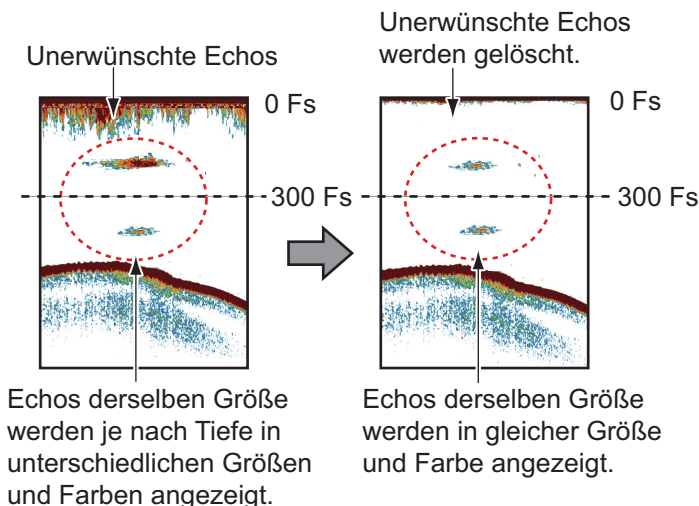 Unerwünschte Echos
0 Fs
300 Fs
Echos derselben Größe
werden je nach Tiefe in
unterschiedlichen Größen
und Farben angezeigt.
Unerwünschte Echos
werden gelöscht.
0 Fs
300 Fs
Echos derselben Größe
werden in gleicher Größe
und Farbe angezeigt.